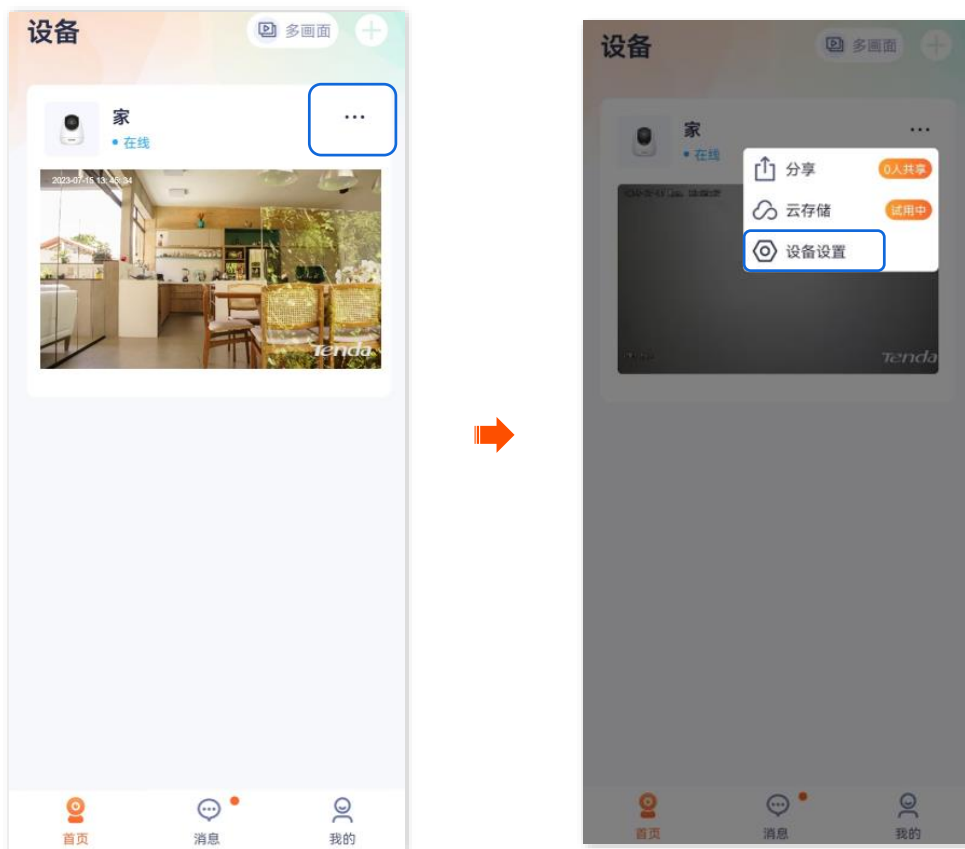 设备
多画面
家
在线
2023-07-15 13:45:34
Tenda
首页
消息
我的
设备
多画面
家
在线
分享
0人共享
云存储
试用中
设备设置
Tenda
首页
消息
我的